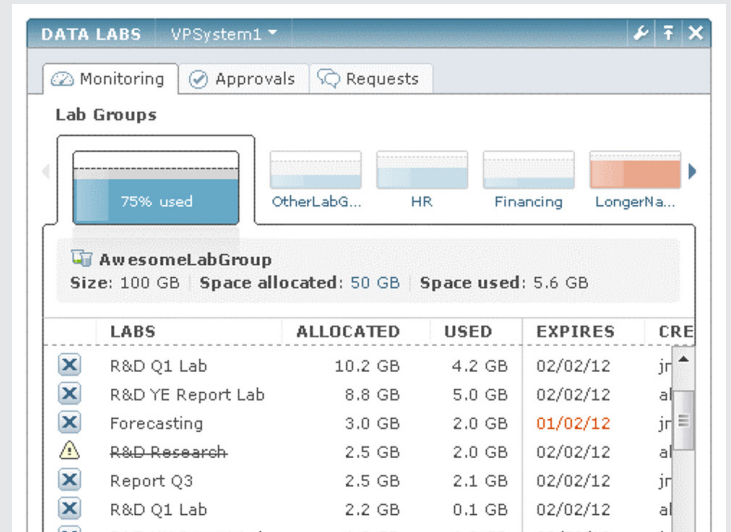 DATA LABS VPSystem1
Monitoring Approvals Requests
Lab Groups
75% used
OtherLabG... HR Financing LongerNa...
AwesomeLabGroup
Size: 100 GB Space allocated: 50 GB Space used: 5.6 GB
LABS ALLOCATED USED EXPIRES CRE
R&D Q1 Lab 10.2 GB 4.2 GB 02/02/12
R&D YE Report Lab 8.8 GB 5.0 GB 02/02/12
Forecasting 3.0 GB 2.0 GB 01/02/12
R&D Research 2.5 GB 2.0 GB 02/02/12
Report Q3 2.5 GB 2.1 GB 02/02/12
R&D Q1 Lab 2.2 GB 0.1 GB 02/02/12